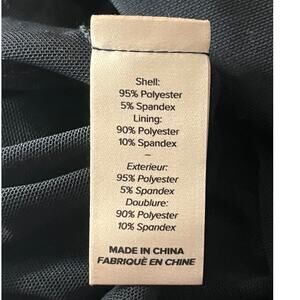 Shell:
95% Polyester
5% Spandex
Lining:
90% Polyester
10% Spandex
–
Exterieur:
95% Polyester
5% Spandex
Doublure:
90% Polyester
10% Spandex
MADE IN CHINA
FABRIQUÈ EN CHINE